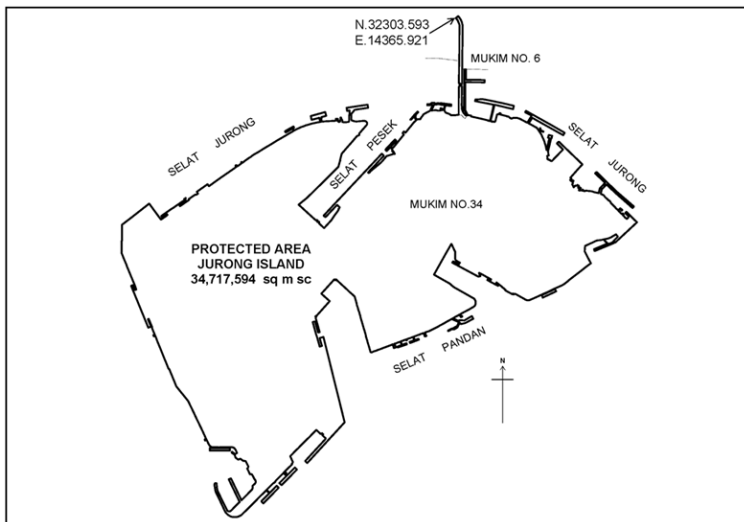 N.32303.593
E.14365.921
MUKIM NO. 6
SELAT JURONG
SELAT PESEK
SELAT JURONG
MUKIM NO.34
PROTECTED AREA
JURONG ISLAND
34,717,594 sq m sc
SELAT PANDAN
N